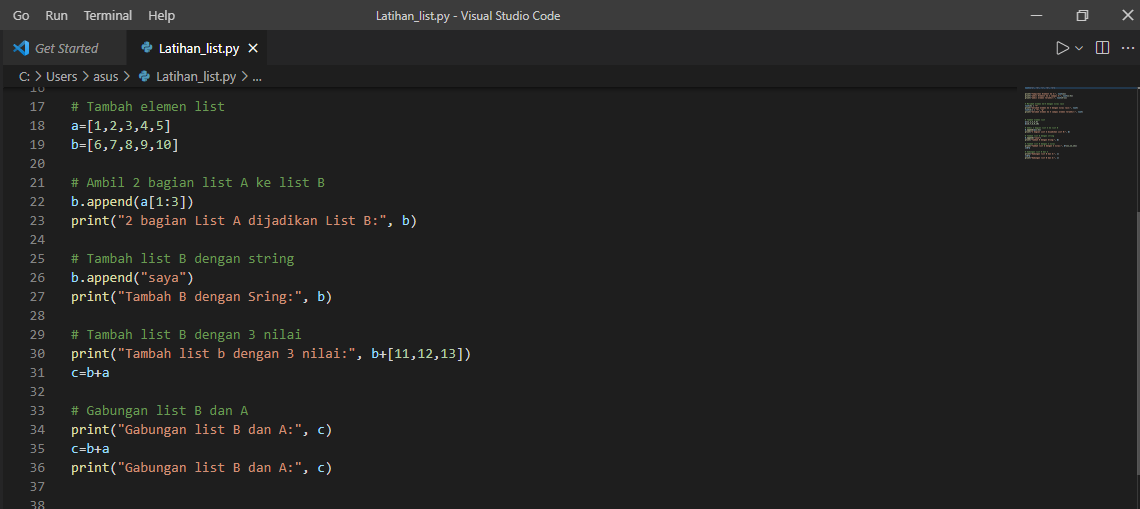 Go Run Terminal Help Latihan_list.py - Visual Studio Code
Get Started Latihan_list.py
C: > Users > asus > Latihan_list.py > ...
16
17 # Tambah elemen list
18 a=[1,2,3,4,5]
19 b=[6,7,8,9,10]
20
21 # Ambil 2 bagian list A ke list B
22 b.append(a[1:3])
23 print("2 bagian List A dijadikan List B:", b)
24
25 # Tambah list B dengan string
26 b.append("saya")
27 print("Tambah B dengan Sring:", b)
28
29 # Tambah list B dengan 3 nilai
30 print("Tambah list b dengan 3 nilai:", b+[11,12,13])
31 c=b+a
32
33 # Gabungan list B dan A
34 print("Gabungan list B dan A:", c)
35 c=b+a
36 print("Gabungan list B dan A:", c)
37
38